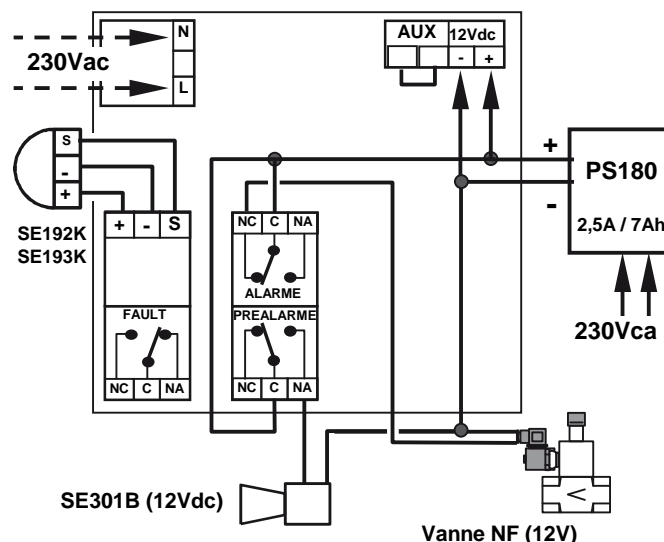 N
230Vac
L
AUX 12Vdc
- +
S
-
+
SE192K
SE193K
+ - S
FAULT
NC C NA
NC C NA
ALARME
PREALARME
NC C NA
+
-
PS180
2,5A / 7Ah
230Vca
SE301B (12Vdc)
Vanne NF (12V)